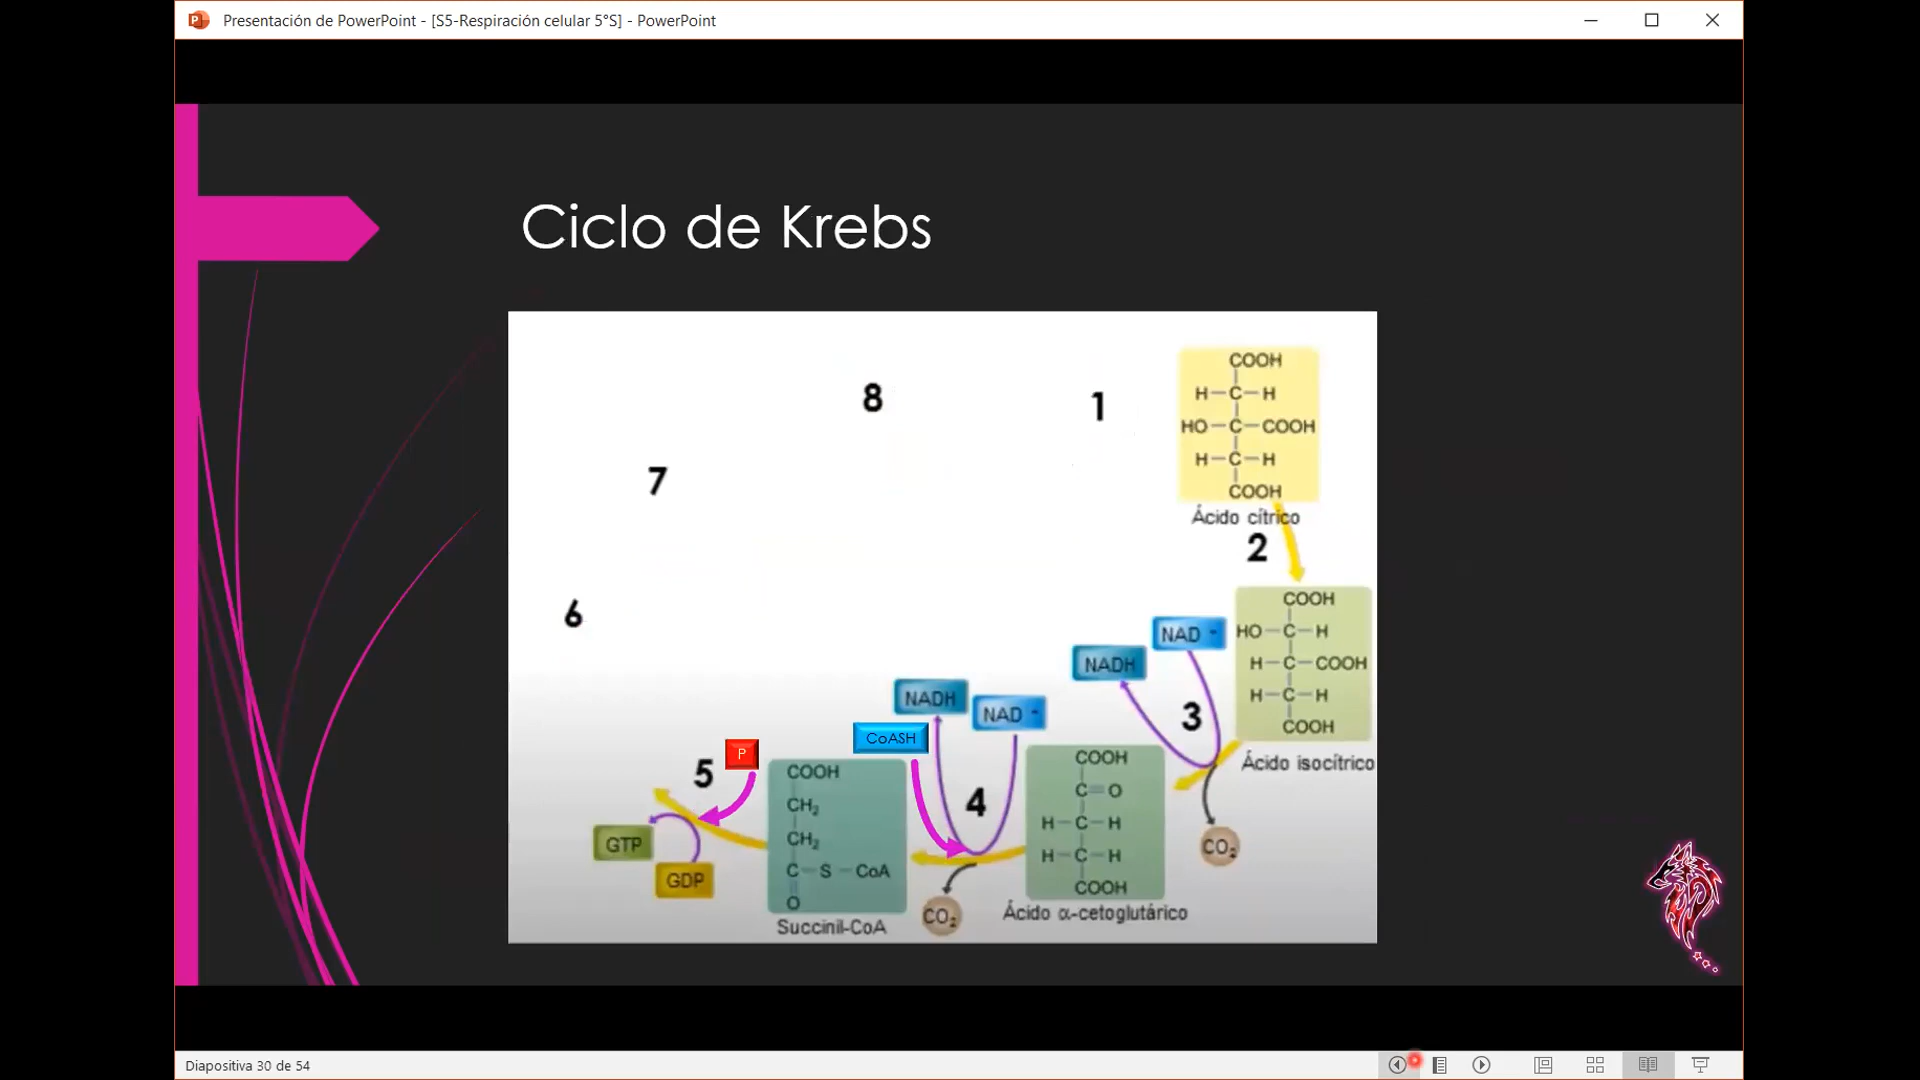 Presentación de PowerPoint - [S5-Respiración celular 5°S] - PowerPoint
Ciclo de Krebs
8
1
7
6
COOH
H-C-H
HO-C-COOH
H-C-H
COOH
Ácido cítrico
2
COOH
HO-C-H
H-C-COOH
H-C-H
COOH
Ácido isocítrico
NAD
NADH
3
CO₂
COOH
C=O
H-C-H
H-C-H
COOH
Ácido α-cetoglutárico
NADH
NAD
CoASH
4
CO₂
COOH
CH₂
CH₂
C-S-CoA
O
Succinil-CoA
P
5
GTP
GDP
Diapositiva 30 de 54